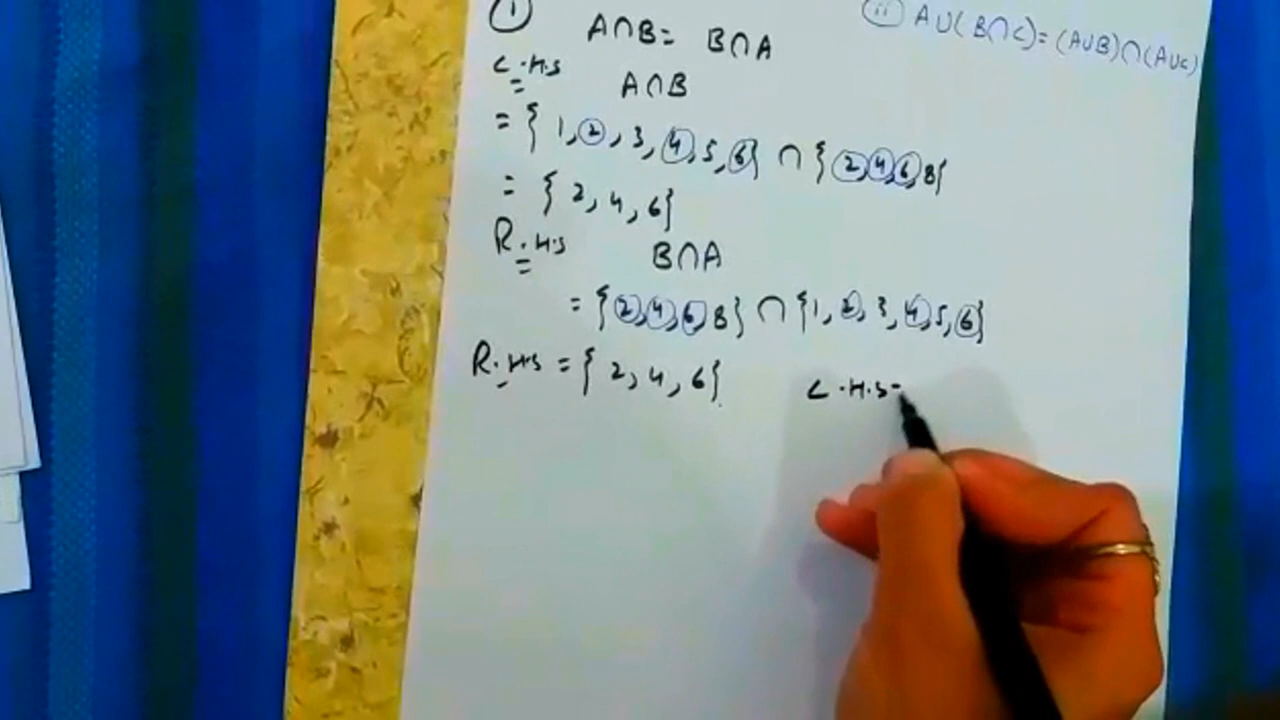 i
A∩B= B∩A
ii A∪(B∩C)=(A∪B)∩(A∪C)
L.H.S
A∩B
={1,2,3,4,5,6}∩{2,4,6,8}
={2,4,6}
R.H.S
B∩A
={2,4,6,8}∩{1,2,3,4,5,6}
R.H.S={2,4,6}
L.H.S=